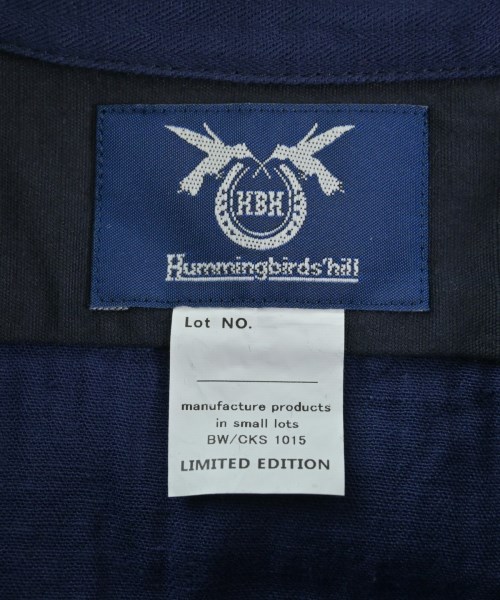 HBH
Hummingbirds'hill
Lot NO.
manufacture products
in small lots
BW/CKS 1015
LIMITED EDITION